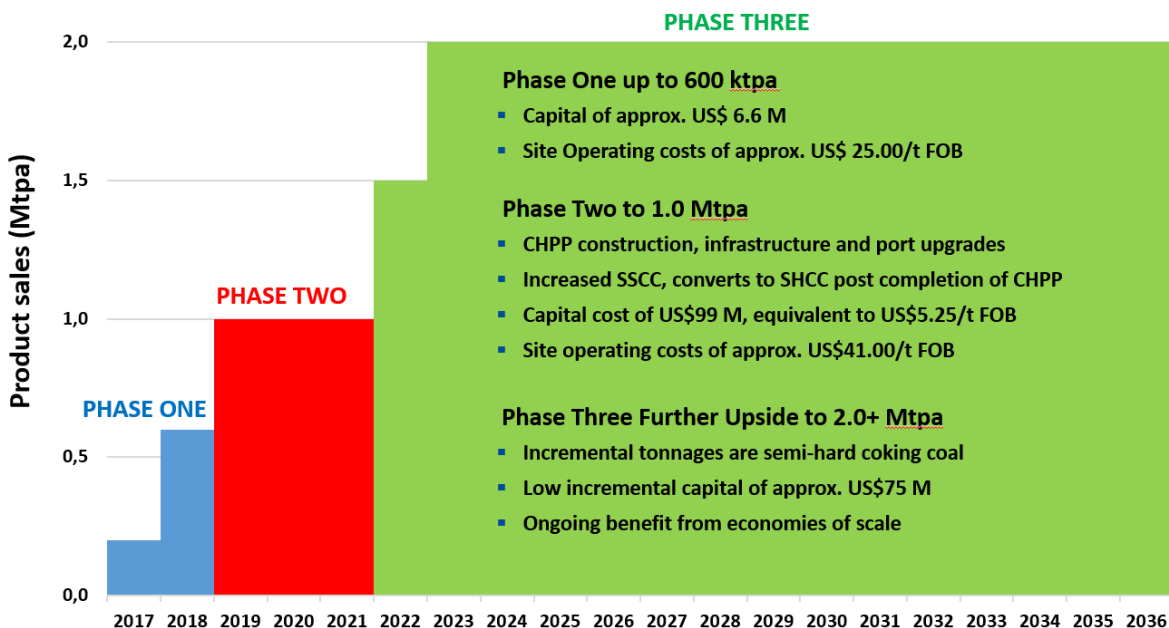 PHASE THREE
2,0
Phase One up to 600 ktpa
Capital of approx. US$ 6.6 M
Site Operating costs of approx. US$ 25.00/t FOB
1,5
Phase Two to 1.0 Mtpa
CHPP construction, infrastructure and port upgrades
Increased SSCC, converts to SHCC post completion of CHPP
PHASE TWO
1,0
Capital cost of US$99 M, equivalent to US$5.25/t FOB
Site operating costs of approx. US$41.00/t FOB
Product sales (Mtpa)
PHASE ONE
Phase Three Further Upside to 2.0+ Mtpa
0,5
Incremental tonnages are semi-hard coking coal
Low incremental capital of approx. US$75 M
Ongoing benefit from economies of scale
0,0
2017 2018 2019 2020 2021 2022 2023 2024 2025 2026 2027 2028 2029 2030 2031 2032 2033 2034 2035 2036